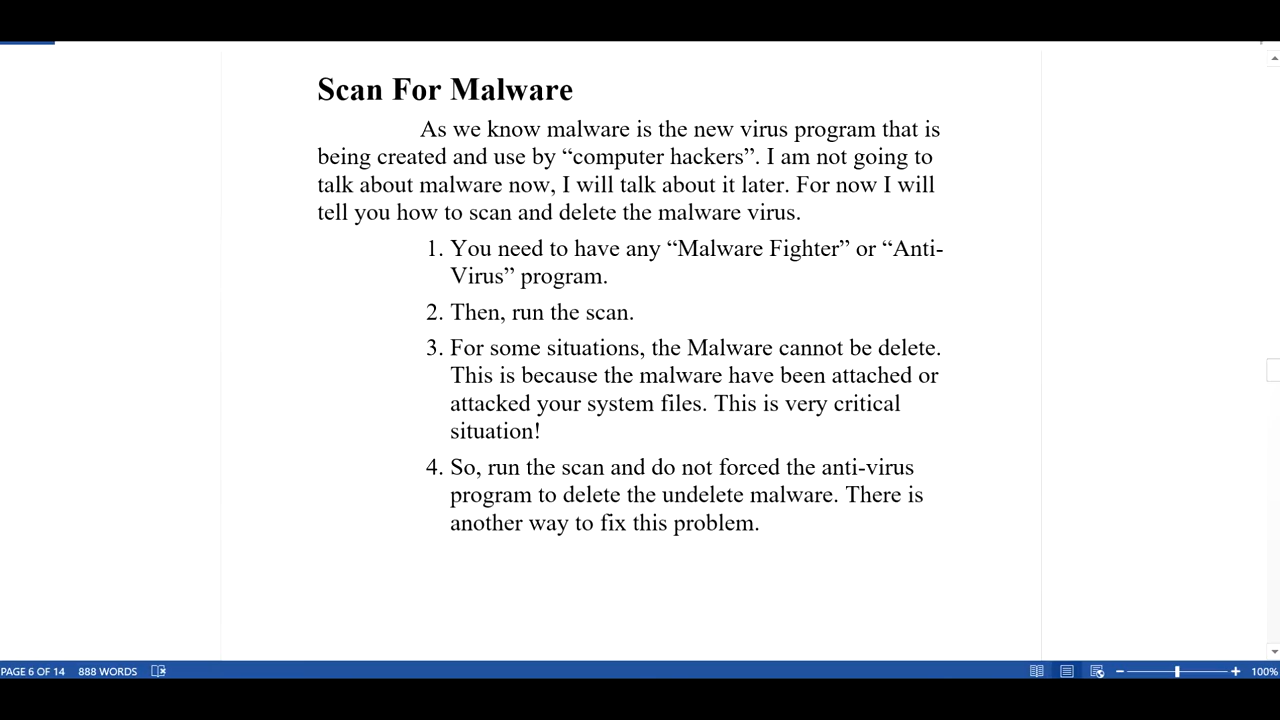 Scan For Malware
As we know malware is the new virus program that is
being created and use by “computer hackers”. I am not going to
talk about malware now, I will talk about it later. For now I will
tell you how to scan and delete the malware virus.
1. You need to have any “Malware Fighter” or “Anti-
Virus” program.
2. Then, run the scan.
3. For some situations, the Malware cannot be delete.
This is because the malware have been attached or
attacked your system files. This is very critical
situation!
4. So, run the scan and do not forced the anti-virus
program to delete the undelete malware. There is
another way to fix this problem.
PAGE 6 OF 14 888 WORDS 100%